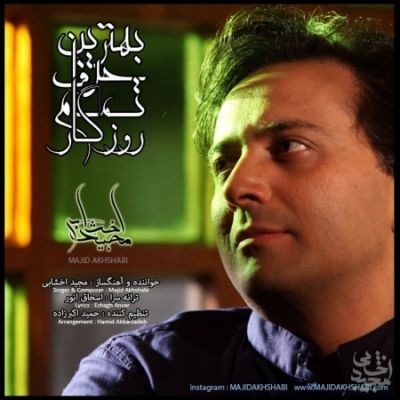 بهترین
خالق
تمام
روزگار
مجید اخشابی
MAJID AKHSHABI
خواننده و آهنگساز : مجید اخشابی
Singer & Composer : Majid Akhshabi
ترانه سرا : اسحاق انور
Lyrics : Eshagh Anvar
تنظیم کننده : حمید اکبرزاده
Arrangement : Hamid Akbarzadeh
instagram : MAJIDAKHSHABI www.MAJIDAKHSHABI.com